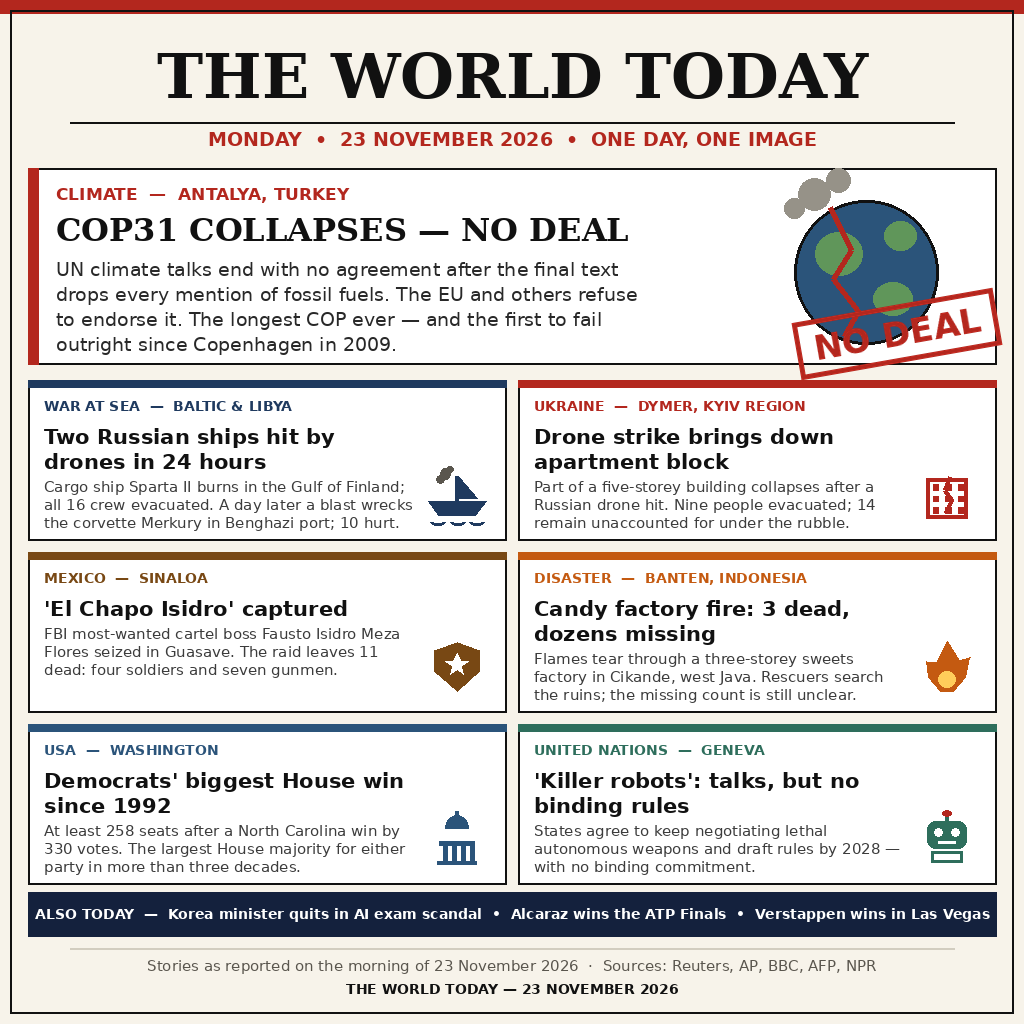 THE WORLD TODAY
MONDAY • 23 NOVEMBER 2026 • ONE DAY, ONE IMAGE
CLIMATE — ANTALYA, TURKEY
COP31 COLLAPSES — NO DEAL
UN climate talks end with no agreement after the final text
drops every mention of fossil fuels. The EU and others refuse
to endorse it. The longest COP ever — and the first to fail
outright since Copenhagen in 2009.
NO DEAL
WAR AT SEA — BALTIC & LIBYA
Two Russian ships hit by
drones in 24 hours
Cargo ship Sparta II burns in the Gulf of Finland;
all 16 crew evacuated. A day later a blast wrecks
the corvette Merkury in Benghazi port; 10 hurt.
UKRAINE — DYMER, KYIV REGION
Drone strike brings down
apartment block
Part of a five-storey building collapses after a
Russian drone hit. Nine people evacuated; 14
remain unaccounted for under the rubble.
MEXICO — SINALOA
'El Chapo Isidro' captured
FBI most-wanted cartel boss Fausto Isidro Meza
Flores seized in Guasave. The raid leaves 11
dead: four soldiers and seven gunmen.
DISASTER — BANTEN, INDONESIA
Candy factory fire: 3 dead,
dozens missing
Flames tear through a three-storey sweets
factory in Cikande, west Java. Rescuers search
the ruins; the missing count is still unclear.
USA — WASHINGTON
Democrats' biggest House win
since 1992
At least 258 seats after a North Carolina win by
330 votes. The largest House majority for either
party in more than three decades.
UNITED NATIONS — GENEVA
'Killer robots': talks, but no
binding rules
States agree to keep negotiating lethal
autonomous weapons and draft rules by 2028 —
with no binding commitment.
ALSO TODAY — Korea minister quits in AI exam scandal • Alcaraz wins the ATP Finals • Verstappen wins in Las Vegas
Stories as reported on the morning of 23 November 2026 · Sources: Reuters, AP, BBC, AFP, NPR
THE WORLD TODAY — 23 NOVEMBER 2026